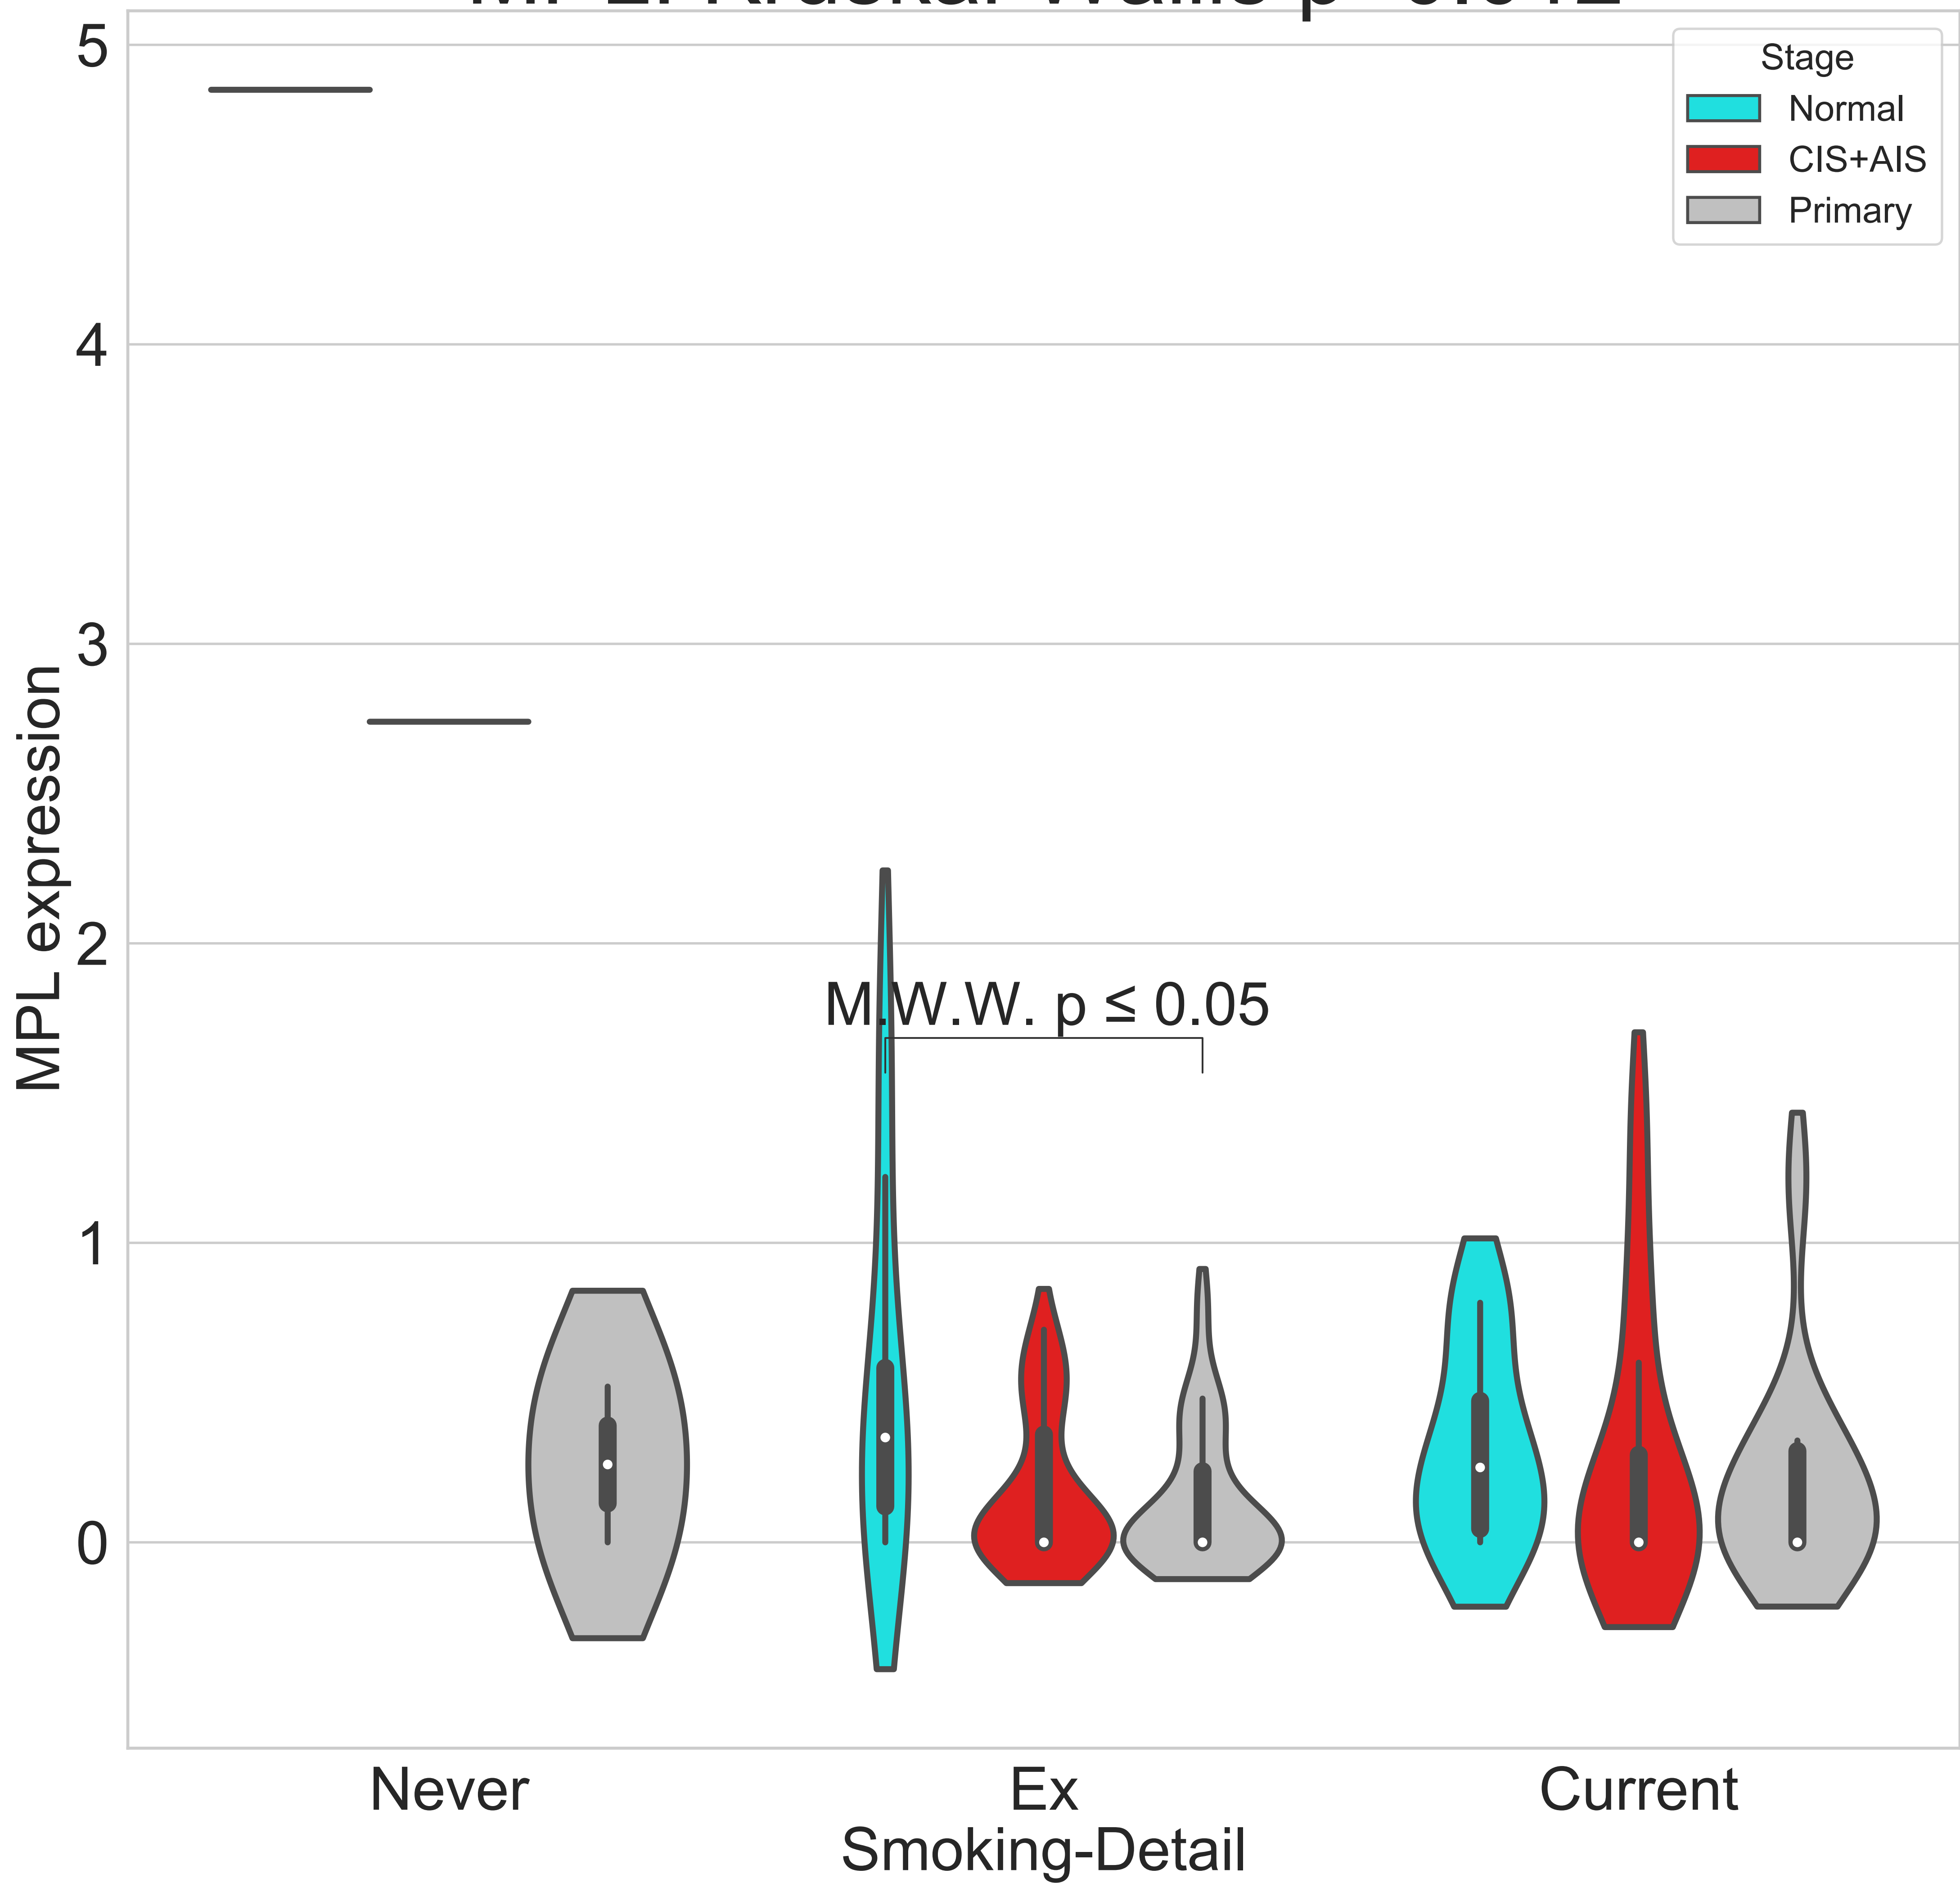 5
4
3
2
1
0
MPL expression
Stage
Normal
CIS+AIS
Primary
M.W.W. p ≤ 0.05
Never
Ex
Current
Smoking-Detail